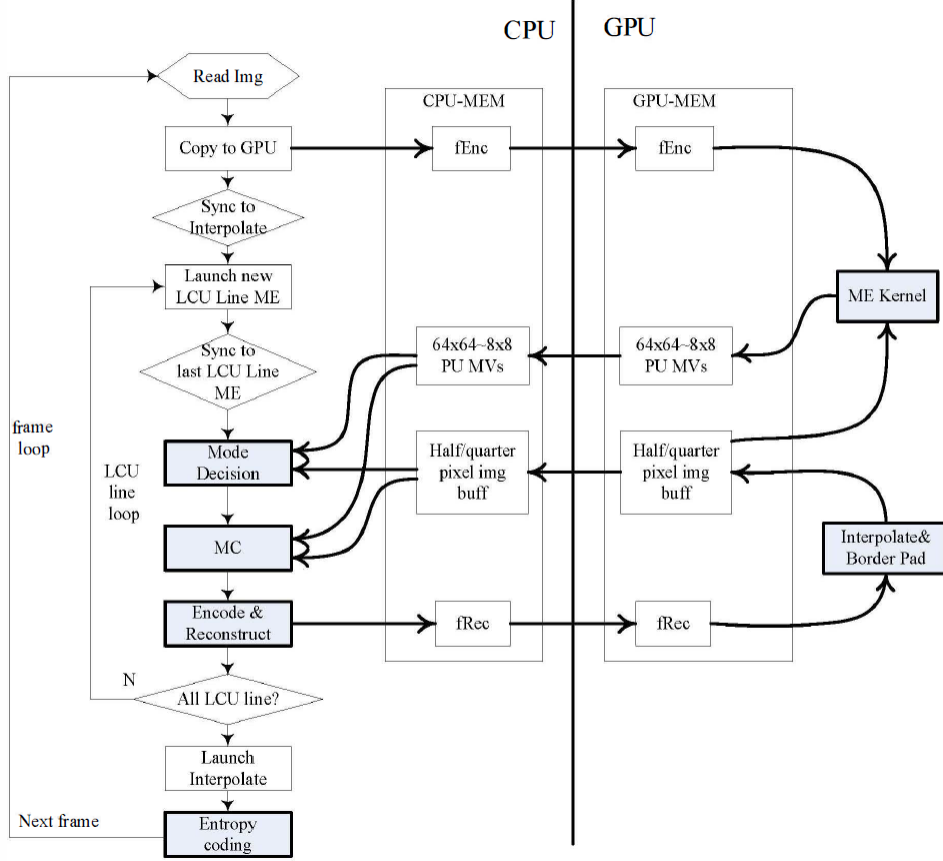 CPU
GPU
Read Img
CPU-MEM
GPU-MEM
Copy to GPU
fEnc
fEnc
Sync to
Interpolate
Launch new
LCU Line ME
ME Kernel
Sync to
last LCU Line
ME
64x64~8x8
PU MVs
64x64~8x8
PU MVs
frame
loop
LCU
line
loop
Mode
Decision
Half/quarter
pixel img
buff
Half/quarter
pixel img
buff
MC
Interpolate&
Border Pad
Encode &
Reconstruct
fRec
fRec
N
All LCU line?
Launch
Interpolate
Next frame
Entropy
coding